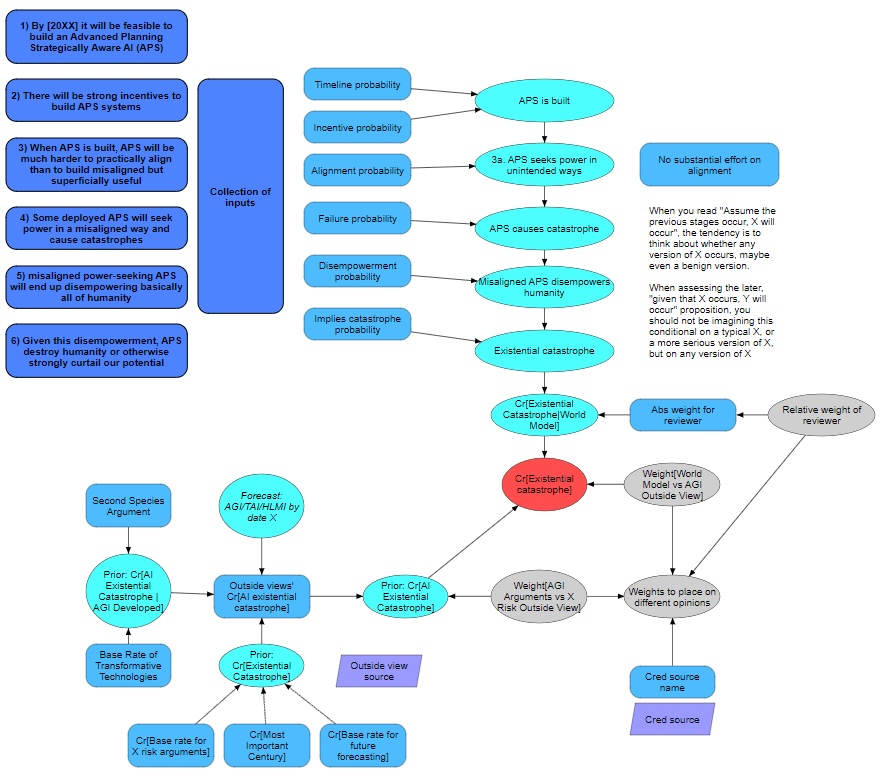 1) By [20XX] it will be feasible to
build an Advanced Planning
Strategically Aware AI (APS)
2) There will be strong incentives to
build APS systems
3) When APS is built, APS will be
much harder to practically align
than to build misaligned but
superficially useful
4) Some deployed APS will seek
power in a misaligned way and
cause catastrophes
5) misaligned power-seeking APS
will end up disempowering basically
all of humanity
6) Given this disempowerment, APS
destroy humanity or otherwise
strongly curtail our potential
Collection of
inputs
Timeline probability
Incentive probability
Alignment probability
Failure probability
Disempowerment
probability
Implies catastrophe
probability
APS is built
3a. APS seeks power in
unintended ways
APS causes catastrophe
Misaligned APS disempowers
humanity
Existential catastrophe
No substantial effort on
alignment
When you read "Assume the
previous stages occur, X will
occur", the tendency is to
think about whether any
version of X occurs, maybe
even a benign version.
When assessing the later,
"given that X occurs, Y will
occur" proposition, you
should not be imagining this
conditional on a typical X, or
a more serious version of X,
but on any version of X
Cr[Existential
Catastrophe|World
Model]
Abs weight for
reviewer
Relative weight of
reviewer
Cr[Existential
catastrophe]
Weight[World
Model vs AGI
Outside View]
Second Species
Argument
Forecast:
AGI/TAI/HLMI by
date X
Prior: Cr[AI
Existential
Catastrophe |
AGI Developed]
Outside views'
Cr[AI existential
catastrophe]
Prior: Cr[AI
Existential
Catastrophe]
Weight[AGI
Arguments vs X
Risk Outside View]
Weights to place on
different opinions
Base Rate of
Transformative
Technologies
Prior:
Cr[Existential
Catastrophe]
Outside view
source
Cred source
name
Cred source
Cr[Base rate for
X risk arguments]
Cr[Most
Important
Century]
Cr[Base rate for
future
forecasting]